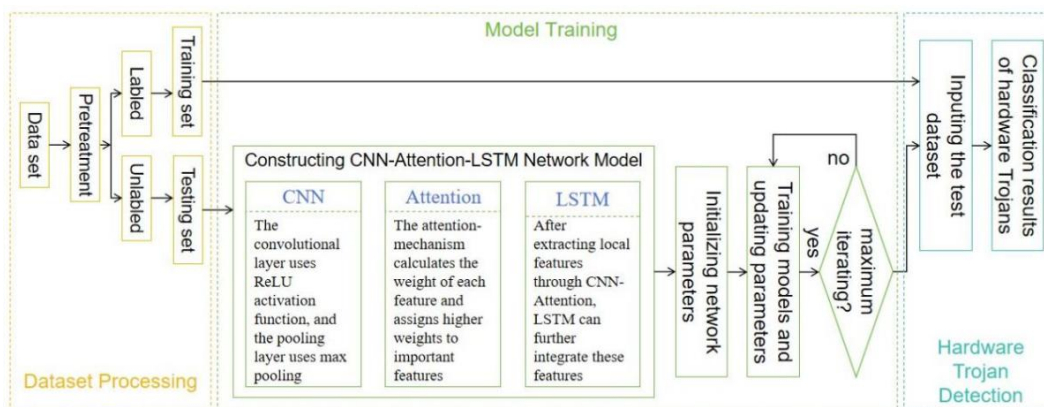 Model Training
Data set
Pretreatment
Labled
Training set
Unlabled
Testing set
Dataset Processing
Constructing CNN-Attention-LSTM Network Model
CNN
The
convolutional
layer uses
ReLU
activation
function, and
the pooling
layer uses max
pooling
Attention
The attention-
mechanism
calculates the
weight of each
feature and
assigns higher
weights to
important
features
LSTM
After
extracting local
features
through CNN-
Attention,
LSTM can
further
integrate these
features
Initializing network
parameters
Training models and
updating parameters
no
yes
maximum
iterating?
Inputing the test
dataset
Classification results
of hardware Trojans
Hardware
Trojan
Detection